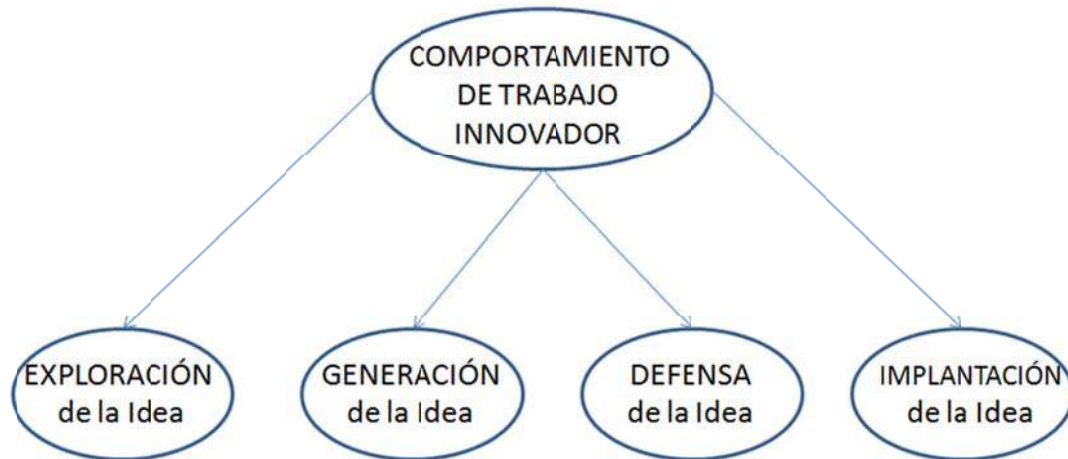 COMPORTAMIENTO
DE TRABAJO
INNOVADOR
EXPLORACIÓN
de la Idea
GENERACIÓN
de la Idea
DEFENSA
de la Idea
IMPLANTACIÓN
de la Idea